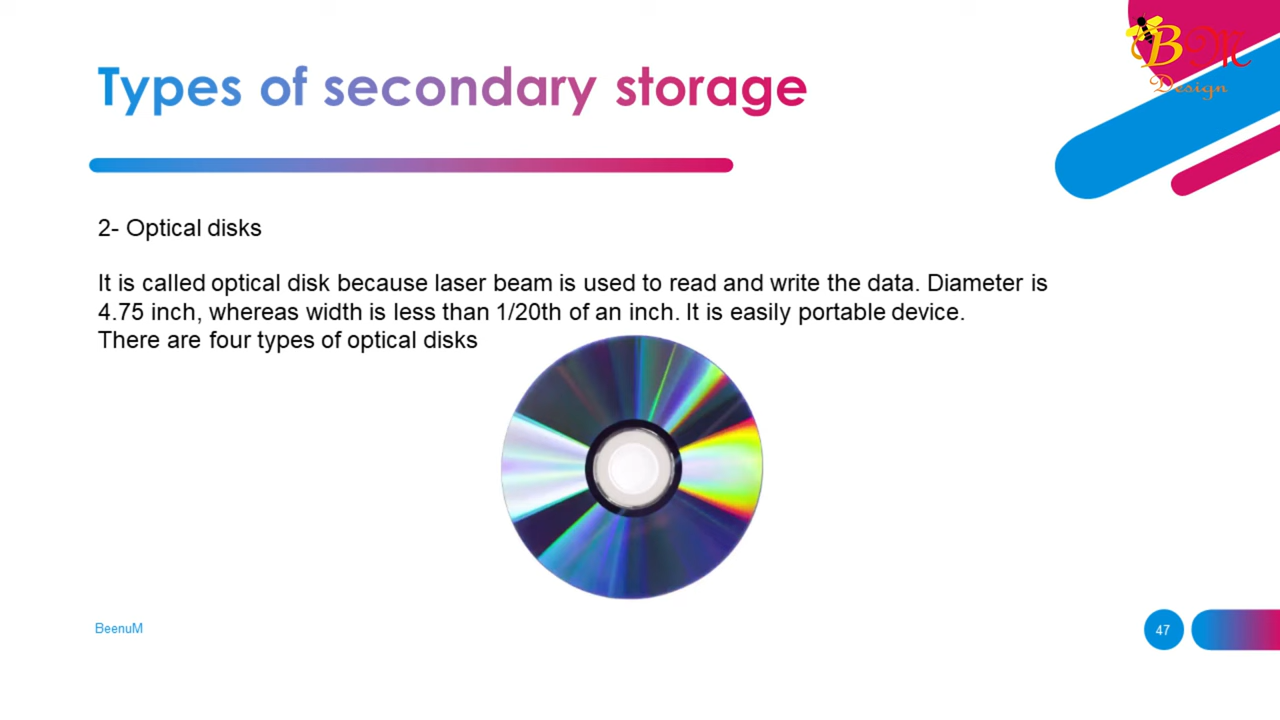 B M
Design
Types of secondary storage
2- Optical disks
It is called optical disk because laser beam is used to read and write the data. Diameter is
4.75 inch, whereas width is less than 1/20th of an inch. It is easily portable device.
There are four types of optical disks
BeenuM
47